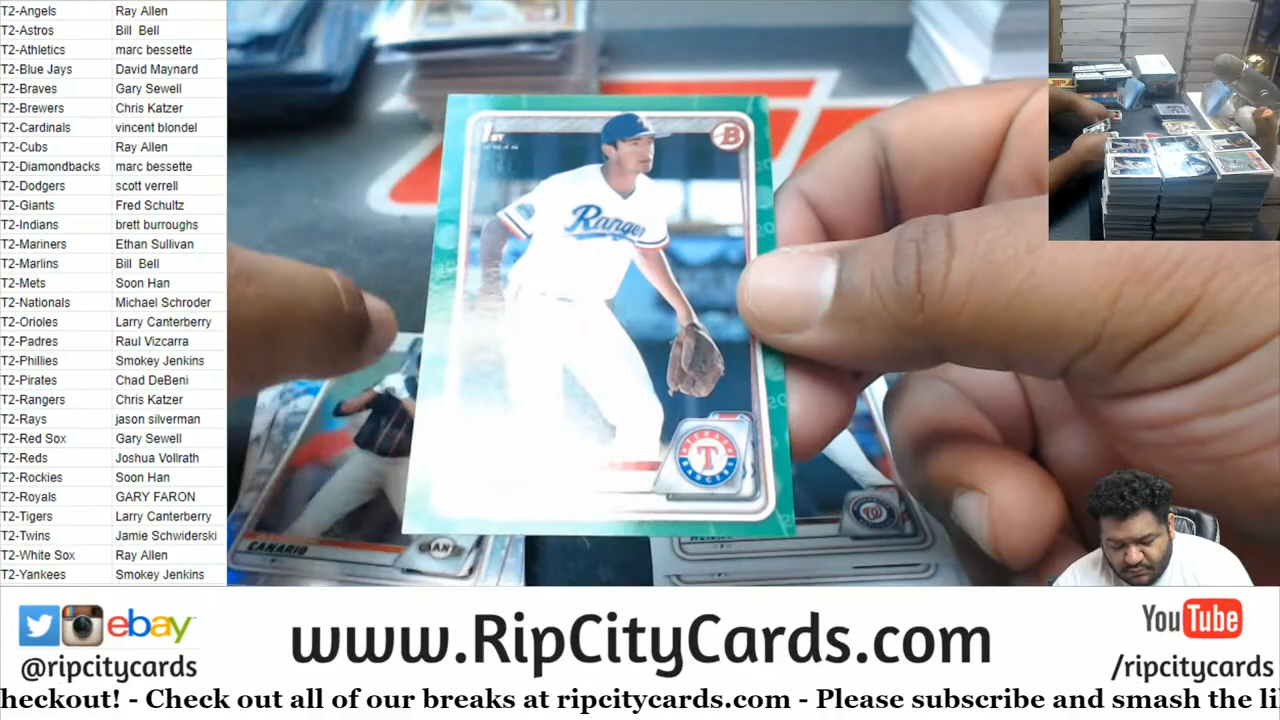 T2-Angels Ray Allen
T2-Astros Bill Bell
T2-Athletics marc bessette
T2-Blue Jays David Maynard
T2-Braves Gary Sewell
T2-Brewers Chris Katzer
T2-Cardinals vincent blondel
T2-Cubs Ray Allen
T2-Diamondbacks marc bessette
T2-Dodgers scott verrell
T2-Giants Fred Schultz
T2-Indians brett burroughs
T2-Mariners Ethan Sullivan
T2-Marlins Bill Bell
T2-Mets Soon Han
T2-Nationals Michael Schroder
T2-Orioles Larry Canterberry
T2-Padres Raul Vizcarra
T2-Phillies Smokey Jenkins
T2-Pirates Chad DeBeni
T2-Rangers Chris Katzer
T2-Rays jason silverman
T2-Red Sox Gary Sewell
T2-Reds Joshua Vollrath
T2-Rockies Soon Han
T2-Royals GARY FARON
T2-Tigers Larry Canterberry
T2-Twins Jamie Schwiderski
T2-White Sox Ray Allen
T2-Yankees Smokey Jenkins
1ST
B
Rangers
TEXAS
T
RANGERS
CANARIO
W
ebay
@ripcitycards
www.RipCityCards.com
YouTube
/ripcitycards
heckout! - Check out all of our breaks at ripcitycards.com - Please subscribe and smash the li